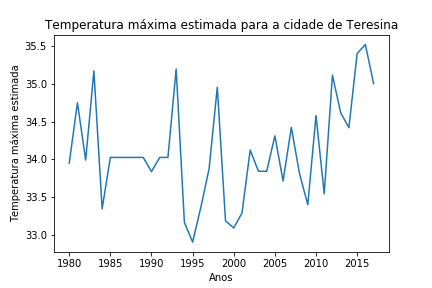 Temperatura máxima estimada para a cidade de Teresina
Temperatura máxima estimada
35.5
35.0
34.5
34.0
33.5
33.0
1980 1985 1990 1995 2000 2005 2010 2015
Anos